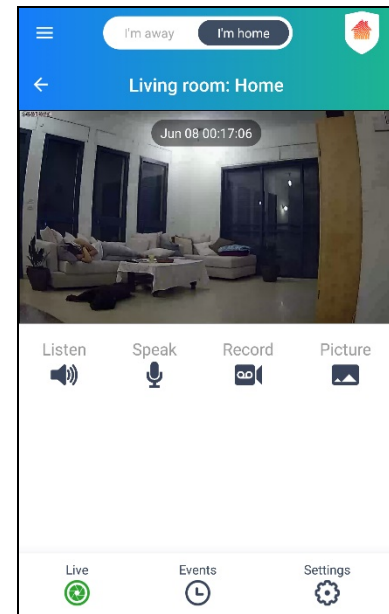 I'm away I'm home
Living room: Home
Jun 08 00:17:06
Listen Speak Record Picture
Live Events Settings